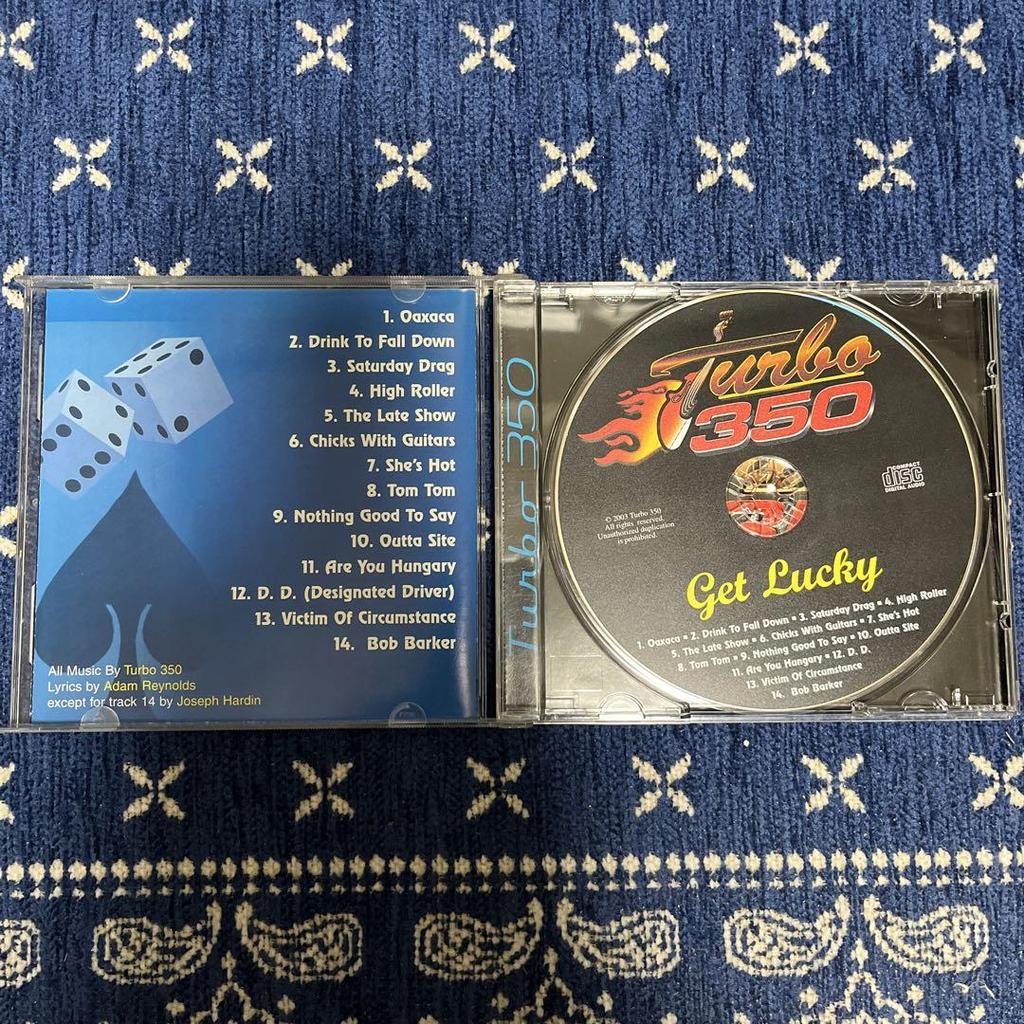 1. Oaxaca
2. Drink To Fall Down
3. Saturday Drag
4. High Roller
5. The Late Show
6. Chicks With Guitars
7. She's Hot
8. Tom Tom
9. Nothing Good To Say
10. Outta Site
11. Are You Hungary
12. D. D. (Designated Driver)
13. Victim Of Circumstance
14. Bob Barker
All Music By Turbo 350
Lyrics by Adam Reynolds
except for track 14 by Joseph Hardin
Turbo 350
Turbo
350
COMPACT
disc
DIGITAL AUDIO
© 2003 Turbo 350
All rights reserved.
Unauthorized duplication
is prohibited.
Get Lucky
1. Oaxaca ▪ 2. Drink To Fall Down ▪ 3. Saturday Drag ▪ 4. High Roller
5. The Late Show ▪ 6. Chicks With Guitars ▪ 7. She's Hot
8. Tom Tom ▪ 9. Nothing Good To Say ▪ 10. Outta Site
11. Are You Hungary ▪ 12. D. D.
13. Victim Of Circumstance
14. Bob Barker